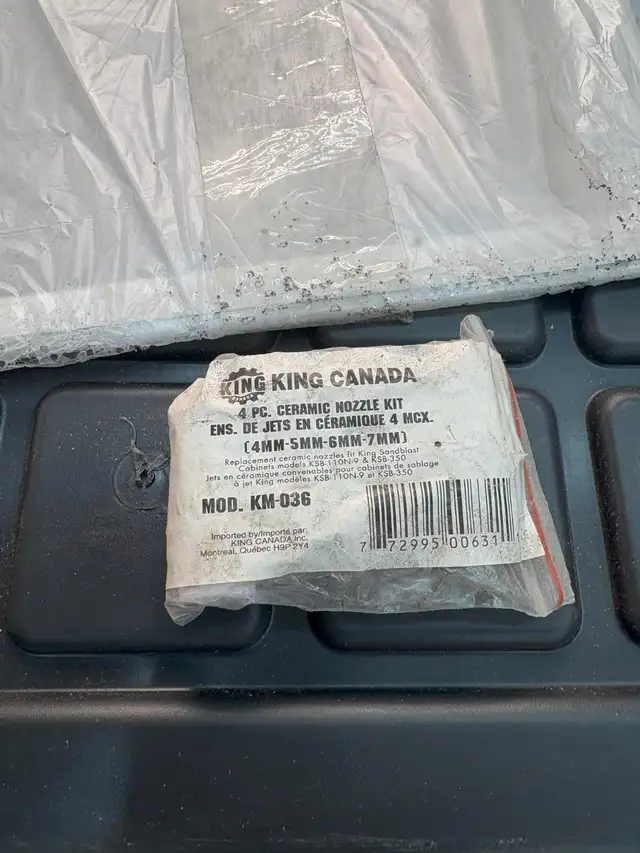 KING KING CANADA
4 PC. CERAMIC NOZZLE KIT
ENS. DE JETS EN CÉRAMIQUE 4 MCX.
(4MM-5MM-6MM-7MM)
Replacement ceramic nozzles fit King Sandblast
Cabinets models KSB-110N-9 & KSB-350
Jets en céramique convenables pour cabinets de sablage
à jet King modèles KSB-110N-9 et KSB-350
MOD. KM-036
Imported by/Importé par:
KING CANADA Inc.
Montreal, Québec H9P 2Y4
7 72995 00631